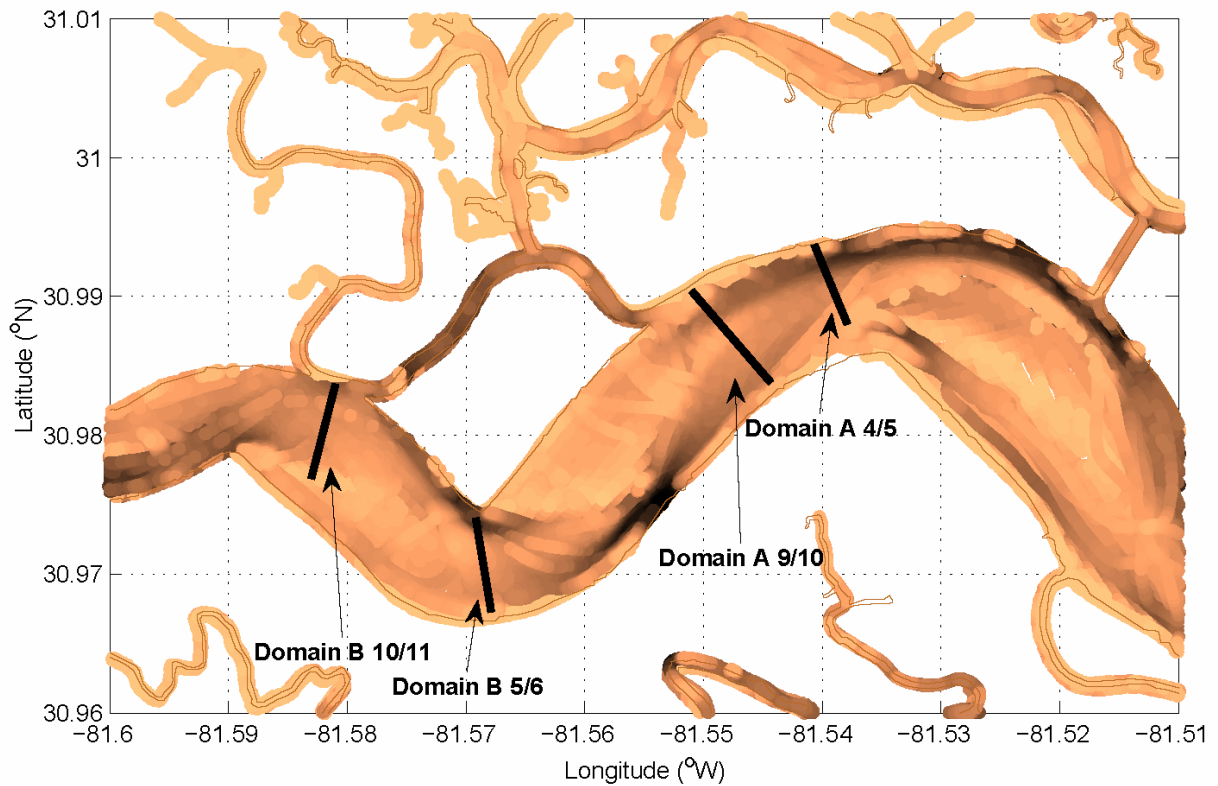 31.01
31
30.99
30.98
30.97
30.96
Latitude (°N)
Domain A 4/5
Domain A 9/10
Domain B 10/11
Domain B 5/6
−81.6 −81.59 −81.58 −81.57 −81.56 −81.55 −81.54 −81.53 −81.52 −81.51
Longitude (°W)